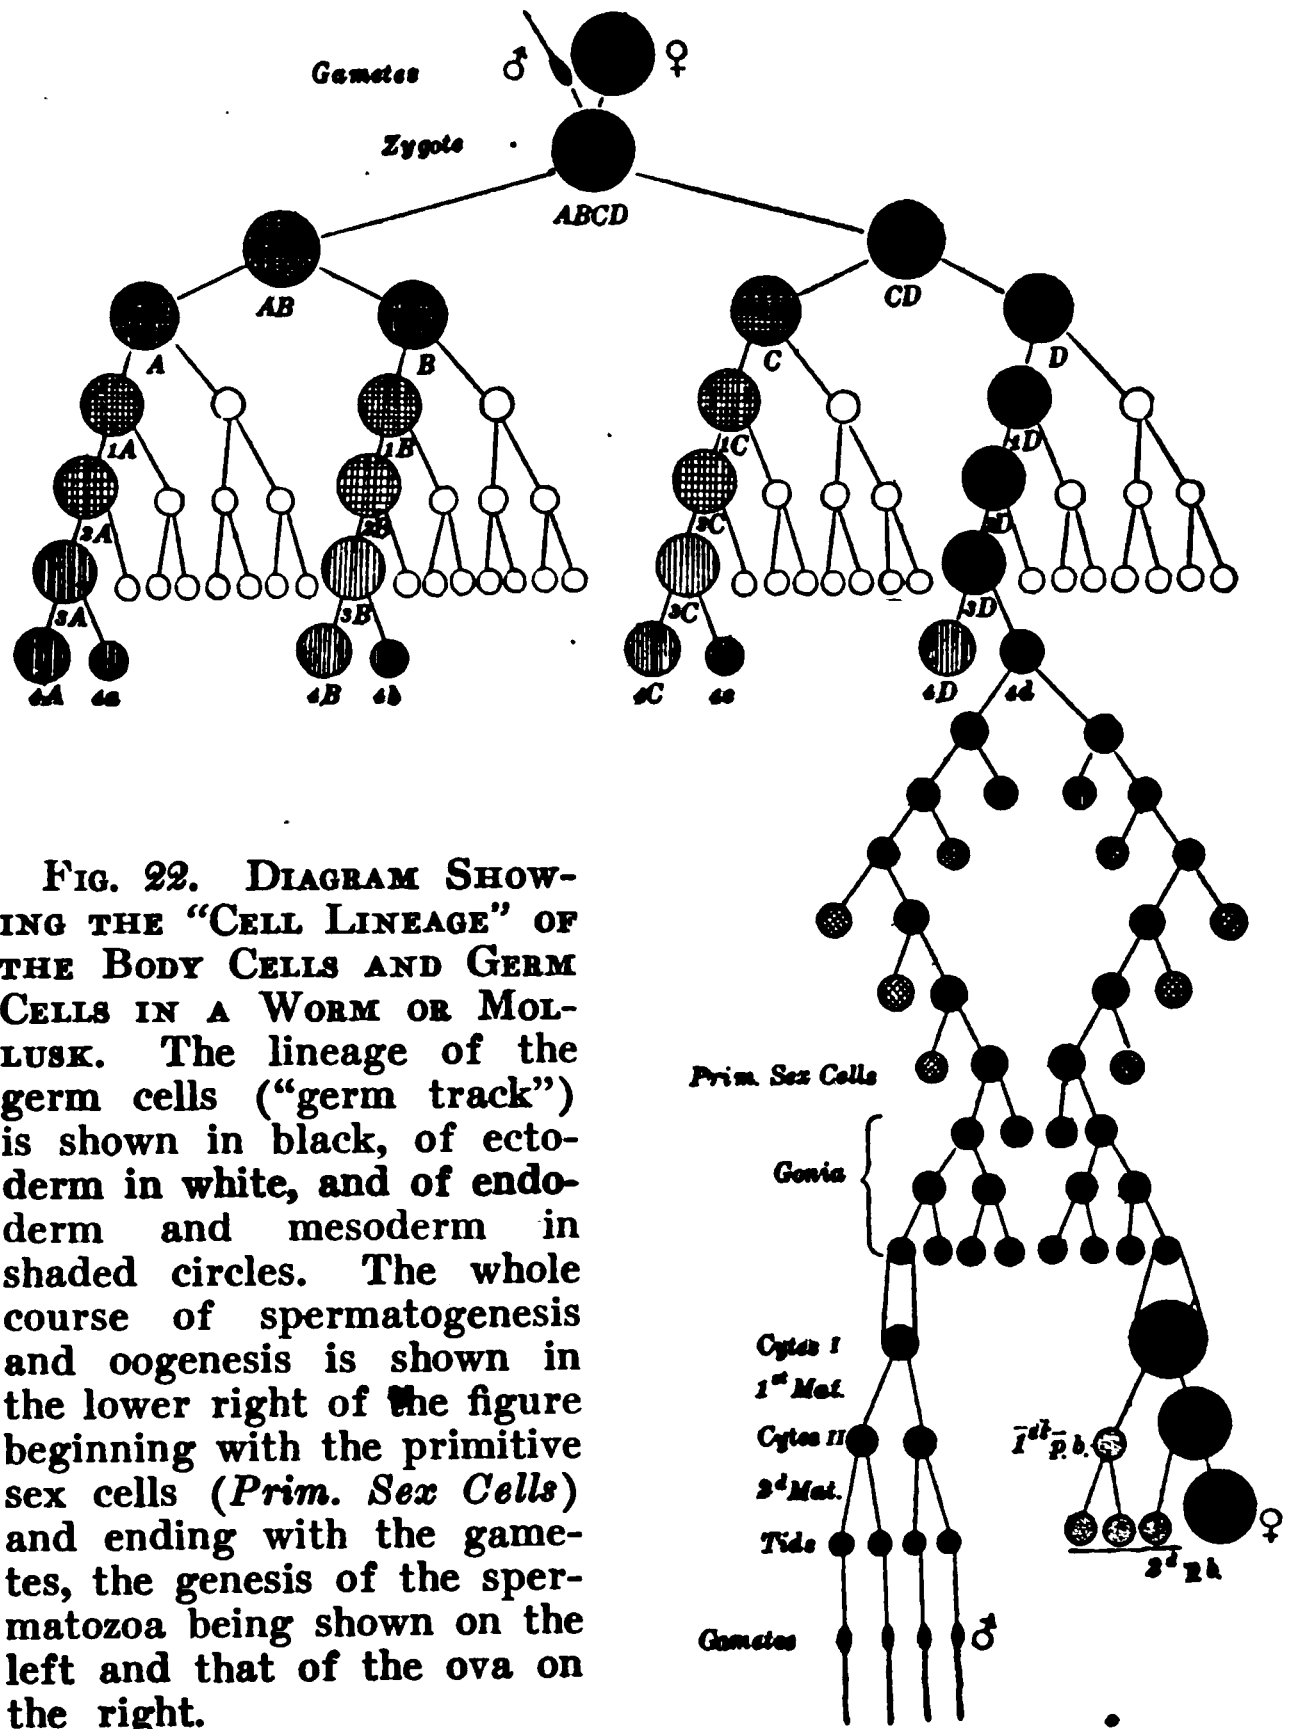 Gametes ♂ ♀
Zygote
ABCD
AB
CD
A
B
C
D
1A
1B
1C
1D
2A
2B
2C
2D
3A
3B
3C
3D
4A 4a
4B 4b
4C 4c
4D 4d
FIG. 22. DIAGRAM SHOW-
ING THE "CELL LINEAGE" OF
THE BODY CELLS AND GERM
CELLS IN A WORM OR MOL-
LUSK. The lineage of the
germ cells ("germ track")
is shown in black, of ecto-
derm in white, and of endo-
derm and mesoderm in
shaded circles. The whole
course of spermatogenesis
and oogenesis is shown in
the lower right of the figure
beginning with the primitive
sex cells (Prim. Sex Cells)
and ending with the game-
tes, the genesis of the sper-
matozoa being shown on the
left and that of the ova on
the right.
Prim. Sex Cells
Gonia
Cytes I
1st Mat.
Cytes II
1st p. b.
2d Mat.
Tids
♀
2d p. b.
Gametes ♂